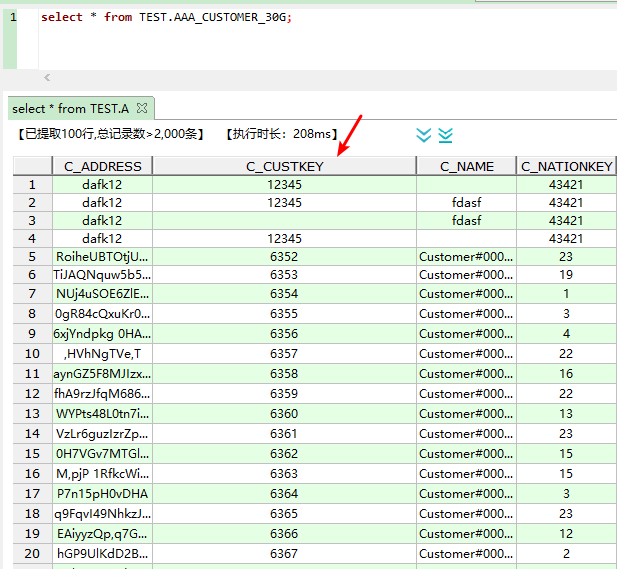 1 select * from TEST.AAA_CUSTOMER_30G;
select * from TEST.A
【已提取100行,总记录数>2,000条】 【执行时长：208ms】
C_ADDRESS C_CUSTKEY C_NAME C_NATIONKEY
1 dafk12 12345 43421
2 dafk12 12345 fdasf 43421
3 dafk12 fdasf 43421
4 dafk12 12345 43421
5 RoiheUBTOtjU... 6352 Customer#000... 23
6 TiJAQNquw5b5... 6353 Customer#000... 19
7 NUj4uSOE6ZlE... 6354 Customer#000... 1
8 0gR84cQxuKr0... 6355 Customer#000... 3
9 6xjYndpkg 0HA... 6356 Customer#000... 4
10 ,HVhNgTVe,T 6357 Customer#000... 22
11 aynGZ5F8MJIzx... 6358 Customer#000... 16
12 fhA9rzJfqM686... 6359 Customer#000... 22
13 WYPts48L0tn7i... 6360 Customer#000... 13
14 VzLr6guzIzrZp... 6361 Customer#000... 23
15 0H7VGv7MTGl... 6362 Customer#000... 15
16 M,pjP 1RfkcWi... 6363 Customer#000... 15
17 P7n15pH0vDHA 6364 Customer#000... 3
18 q9FqvI49NhkzJ... 6365 Customer#000... 23
19 EAiyyzQp,q7G... 6366 Customer#000... 12
20 hGP9UlKdD2B... 6367 Customer#000... 2